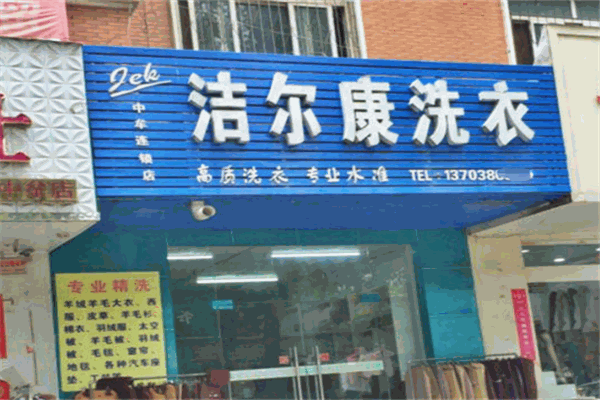 Jek
中牟连锁店
洁尔康洗衣
高质洗衣 专业水准 TEL:137038
专业精洗
羊绒羊毛大衣、西
服、皮草、羊毛衫、
棉衣、羽绒服、太空
被、羊毛被、羽绒
被、毛毯、窗帘、
地毯、各种汽车座